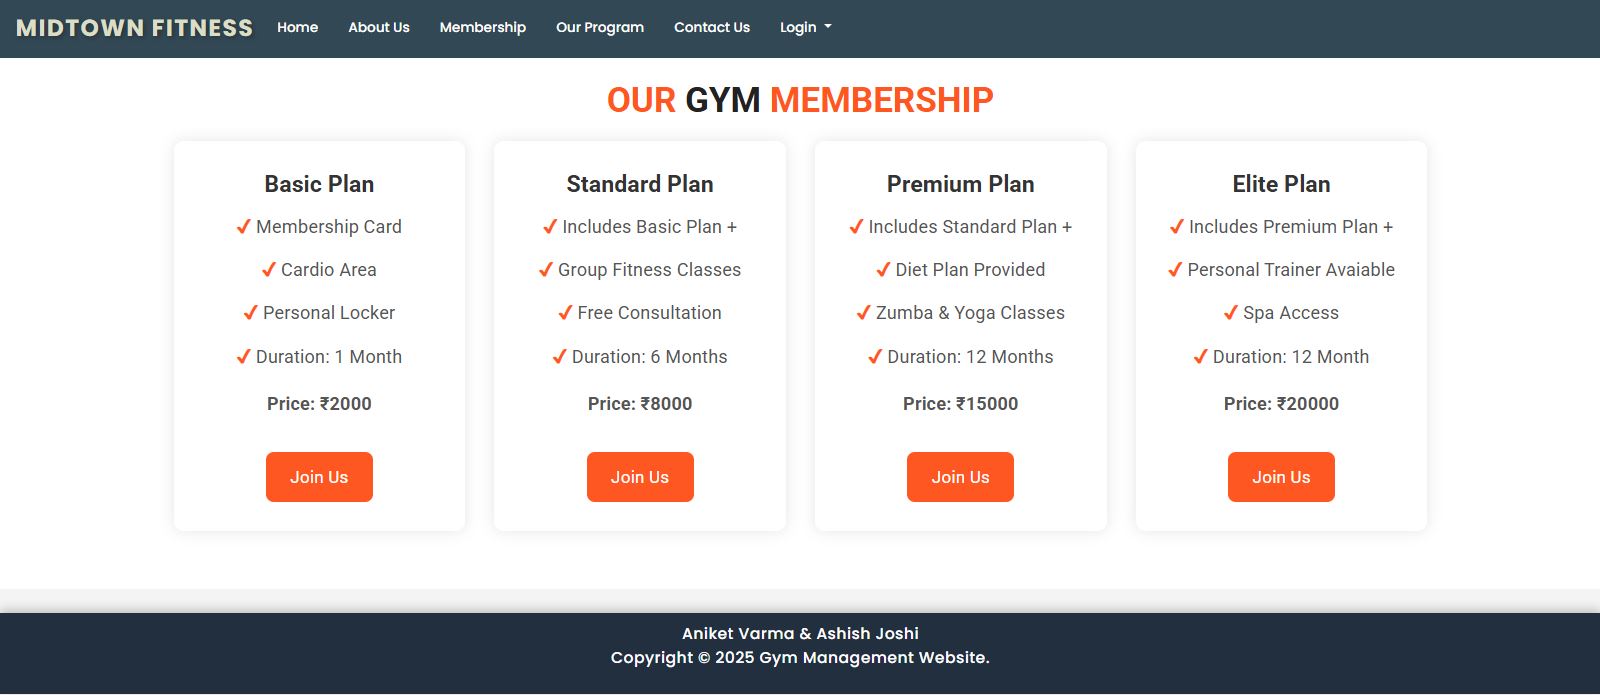 MIDTOWN FITNESS Home About Us Membership Our Program Contact Us Login
OUR GYM MEMBERSHIP
Basic Plan
✔ Membership Card
✔ Cardio Area
✔ Personal Locker
✔ Duration: 1 Month
Price: ₹2000
Join Us
Standard Plan
✔ Includes Basic Plan +
✔ Group Fitness Classes
✔ Free Consultation
✔ Duration: 6 Months
Price: ₹8000
Join Us
Premium Plan
✔ Includes Standard Plan +
✔ Diet Plan Provided
✔ Zumba & Yoga Classes
✔ Duration: 12 Months
Price: ₹15000
Join Us
Elite Plan
✔ Includes Premium Plan +
✔ Personal Trainer Avaiable
✔ Spa Access
✔ Duration: 12 Month
Price: ₹20000
Join Us
Aniket Varma & Ashish Joshi
Copyright © 2025 Gym Management Website.